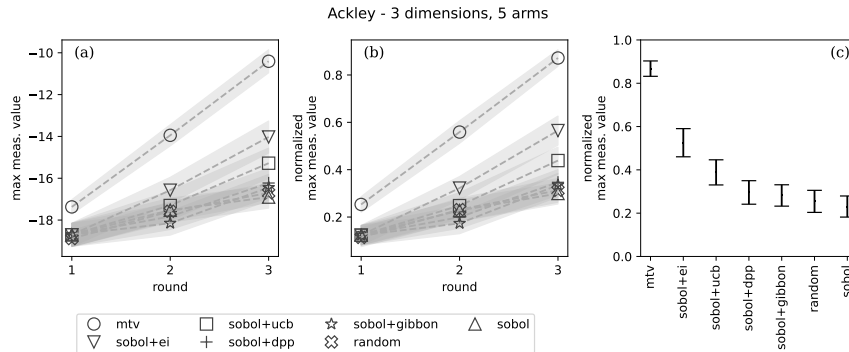 Ackley - 3 dimensions, 5 arms
(a)
−10
−12
−14
−16
−18
max meas. value
1 2 3
round
(b)
0.8
0.6
0.4
0.2
normalized
max meas. value
1 2 3
round
(c)
1.0
0.8
0.6
0.4
0.2
0.0
normalized
max meas. value
mtv
sobol+ei
sobol+ucb
sobol+dpp
sobol+gibbon
random
sobol
mtv sobol+ucb sobol+gibbon sobol
sobol+ei sobol+dpp random